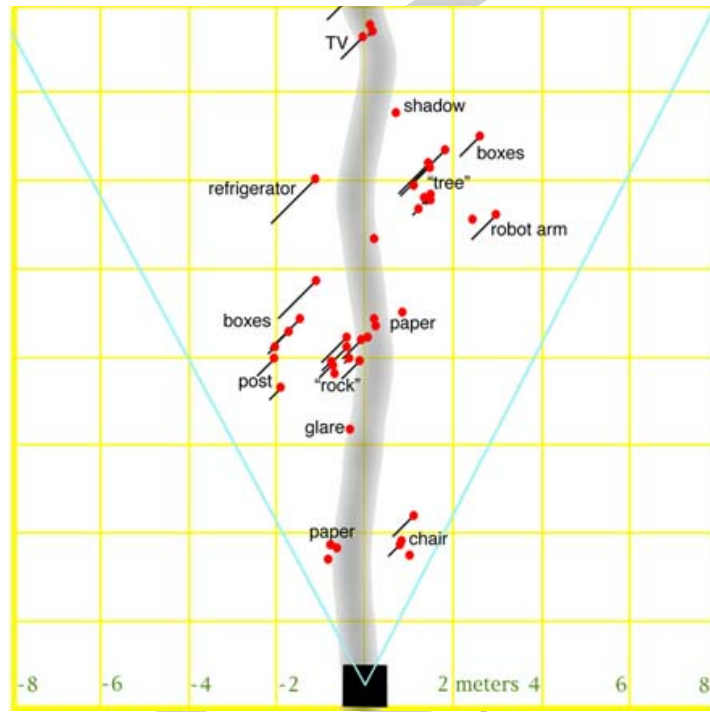 TV
shadow
boxes
“tree”
refrigerator
robot arm
boxes
paper
post
“rock”
glare
paper
chair
-8 -6 -4 -2 2 meters 4 6 8